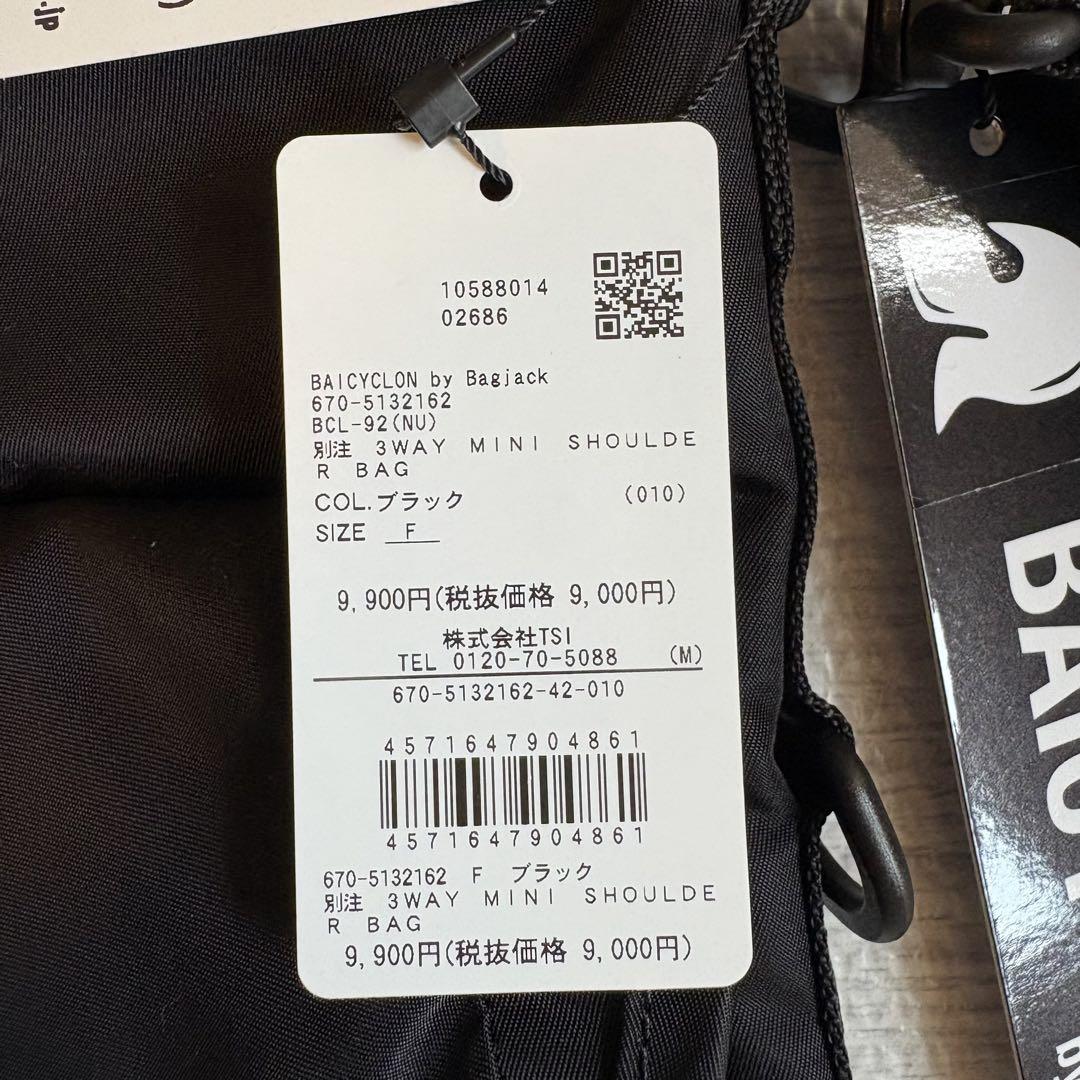 .jp
10588014
02686
BAICYCLON by Bagjack
670-5132162
BCL-92(NU)
別注 3WAY MINI SHOULDE
R BAG
COL.ブラック (010)
SIZE F
9,900円(税抜価格 9,000円)
株式会社TSI
TEL 0120-70-5088 (M)
670-5132162-42-010
4571647904861
4571647904861
670-5132162 F ブラック
別注 3WAY MINI SHOULDE
R BAG
9,900円(税抜価格 9,000円)